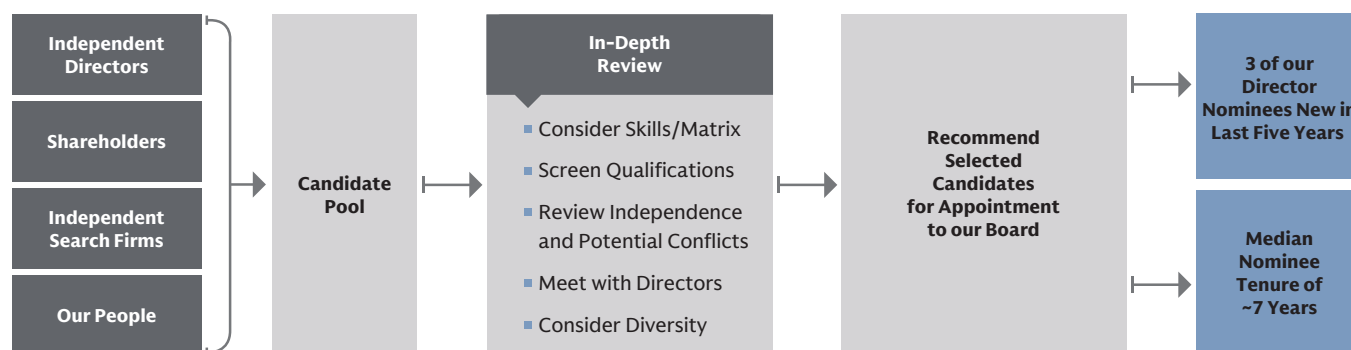 Independent
Directors
Shareholders
Independent
Search Firms
Our People
Candidate
Pool
In-Depth
Review
Consider Skills/Matrix
Screen Qualifications
Review Independence
and Potential Conflicts
Meet with Directors
Consider Diversity
Recommend
Selected
Candidates
for Appointment
to our Board
3 of our
Director
Nominees New in
Last Five Years
Median
Nominee
Tenure of
~7 Years